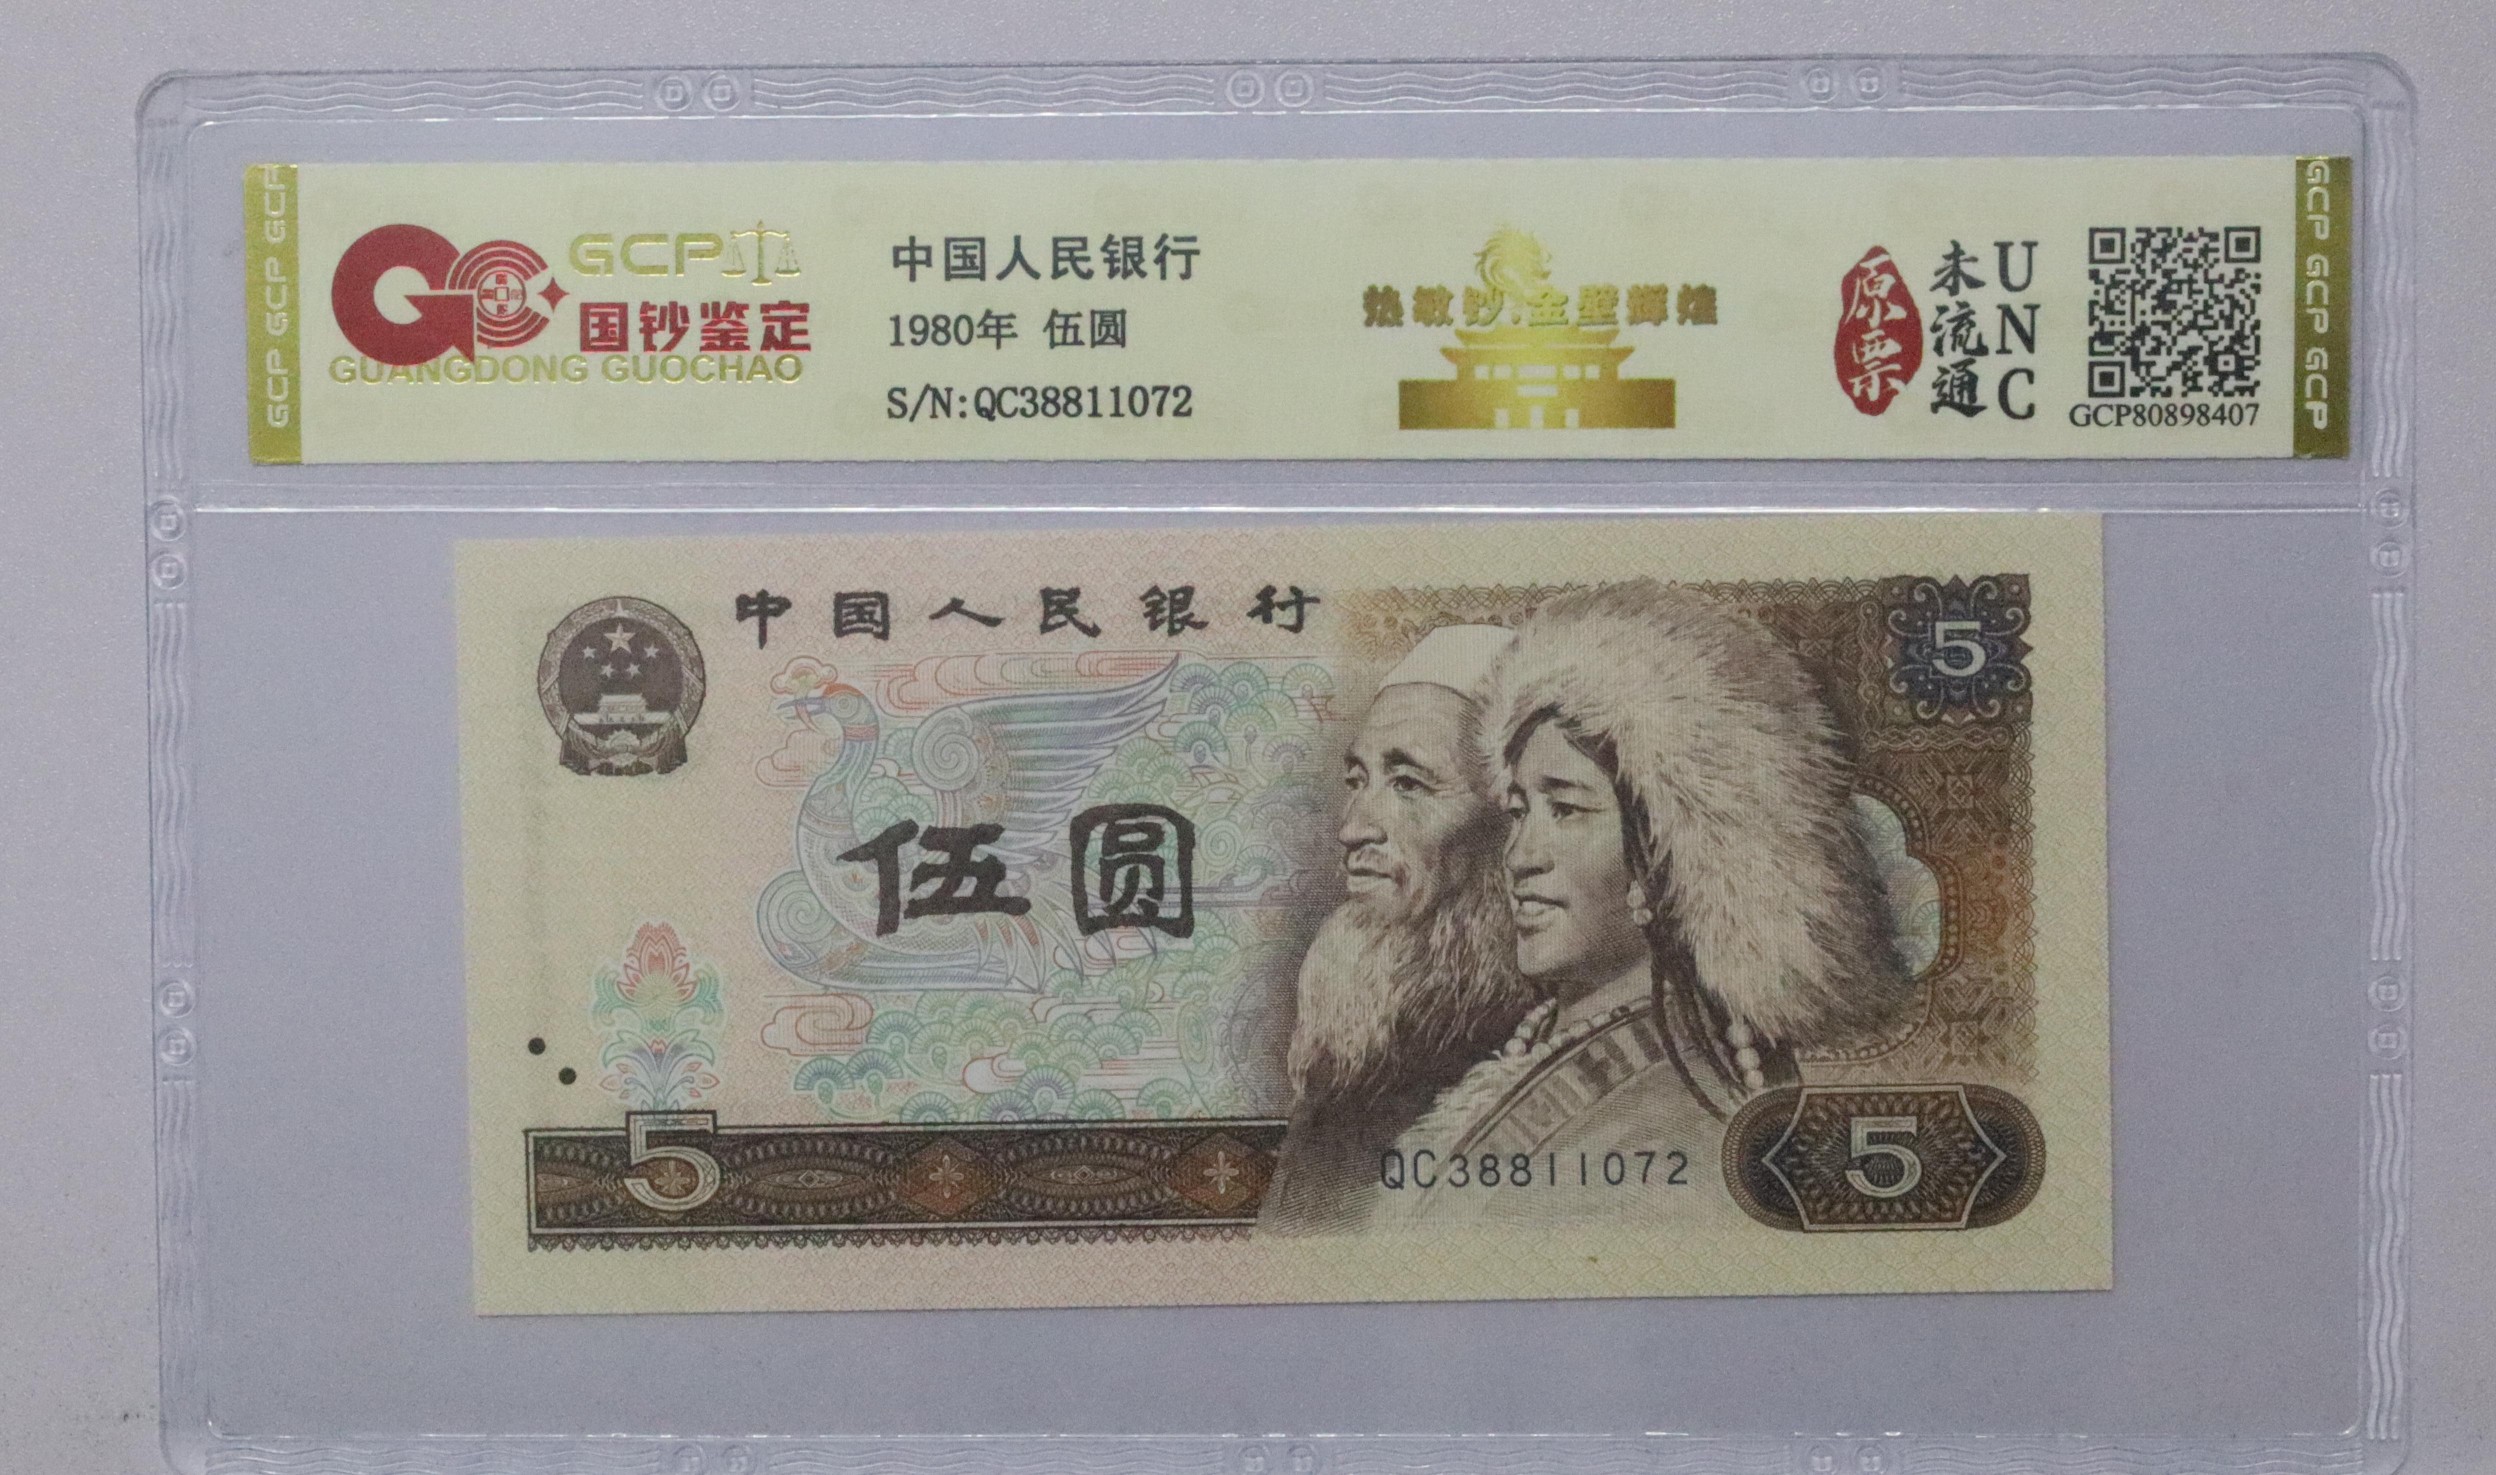 GCP GCP GCP
GCP
国钞鉴定
GUANGDONG GUOCHAO
中国人民银行
1980年 伍圆
S/N:QC38811072
热敏钞·金壁辉煌
原票
未流通
UNC
GCP80898407
GCP GCP GCP
中国人民银行
5
伍圆
5
QC38811072
5